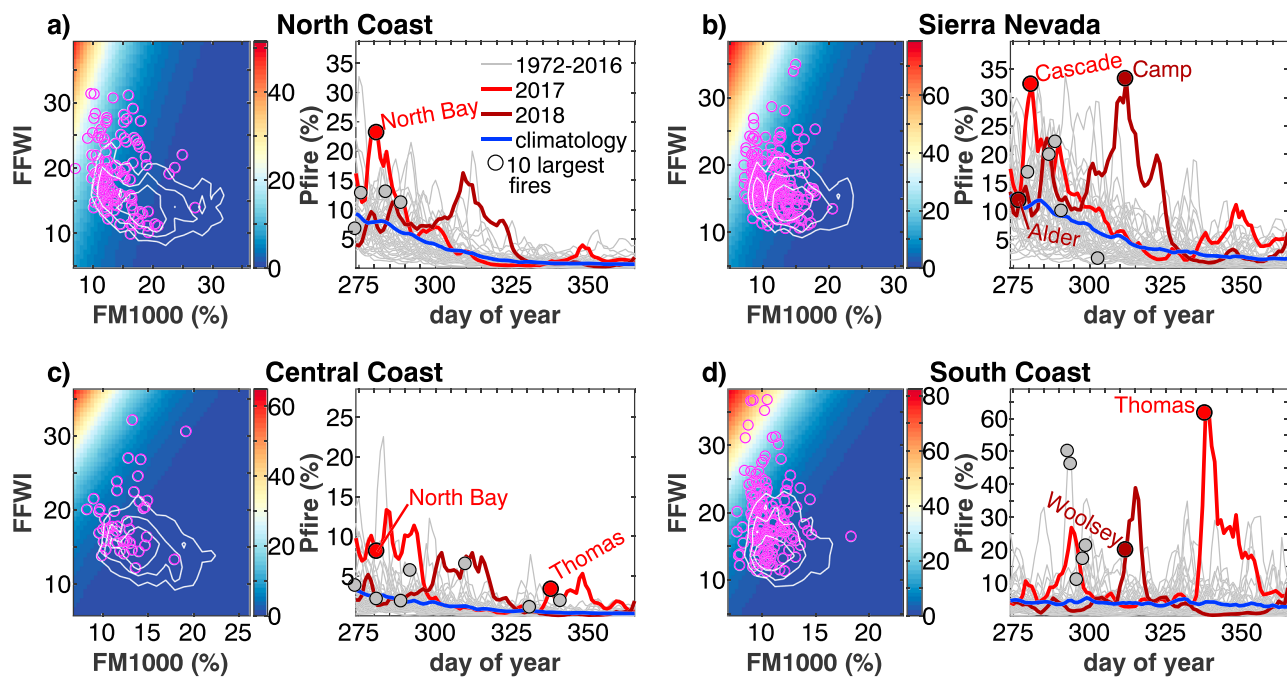 a)
North Coast
FFWI
30
20
10
10
15
20
25
30
FM1000 (%)
40
20
0
Pfire (%)
35
30
25
20
15
10
5
275
300
325
350
day of year
North Bay
1972-2016
2017
2018
climatology
10 largest
fires
b)
Sierra Nevada
FFWI
30
20
10
10
20
30
FM1000 (%)
60
40
20
0
Pfire (%)
35
30
25
20
15
10
5
275
300
325
350
day of year
Cascade
Camp
Alder
c)
Central Coast
FFWI
30
20
10
10
15
20
25
FM1000 (%)
60
40
20
0
Pfire (%)
25
20
15
10
5
275
300
325
350
day of year
North Bay
Thomas
d)
South Coast
FFWI
30
20
10
10
15
20
FM1000 (%)
80
60
40
20
0
Pfire (%)
60
50
40
30
20
10
275
300
325
350
day of year
Thomas
Woolsey